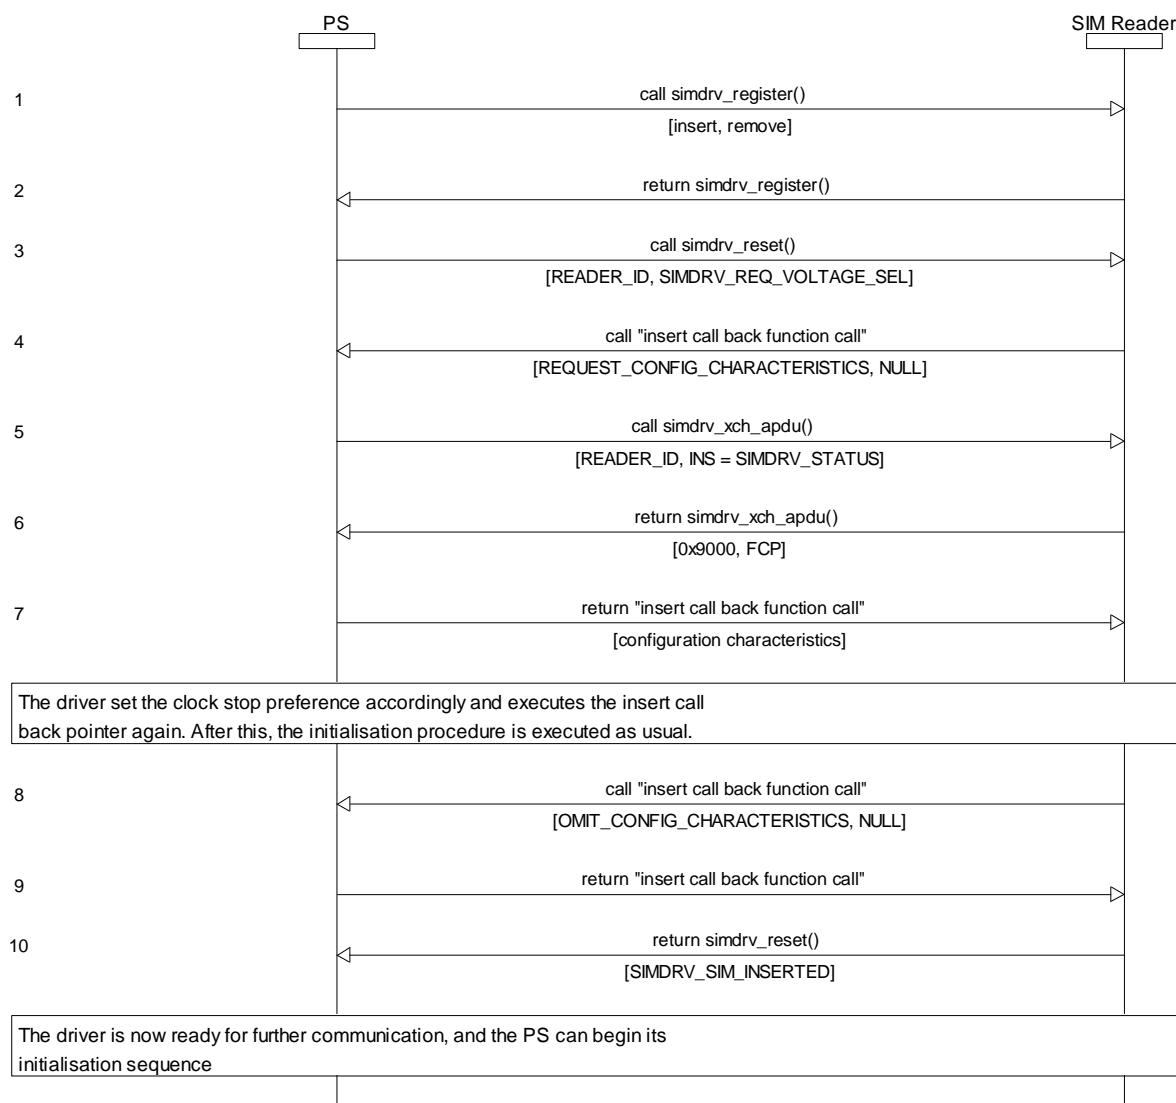 PS
SIM Reader
1
call simdrv_register()
[insert, remove]
2
return simdrv_register()
3
call simdrv_reset()
[READER_ID, SIMDRV_REQ_VOLTAGE_SEL]
4
call "insert call back function call"
[REQUEST_CONFIG_CHARACTERISTICS, NULL]
5
call simdrv_xch_apdu()
[READER_ID, INS = SIMDRV_STATUS]
6
return simdrv_xch_apdu()
[0x9000, FCP]
7
return "insert call back function call"
[configuration characteristics]
The driver set the clock stop preference accordingly and executes the insert call
back pointer again. After this, the initialisation procedure is executed as usual.
8
call "insert call back function call"
[OMIT_CONFIG_CHARACTERISTICS, NULL]
9
return "insert call back function call"
10
return simdrv_reset()
[SIMDRV_SIM_INSERTED]
The driver is now ready for further communication, and the PS can begin its
initialisation sequence